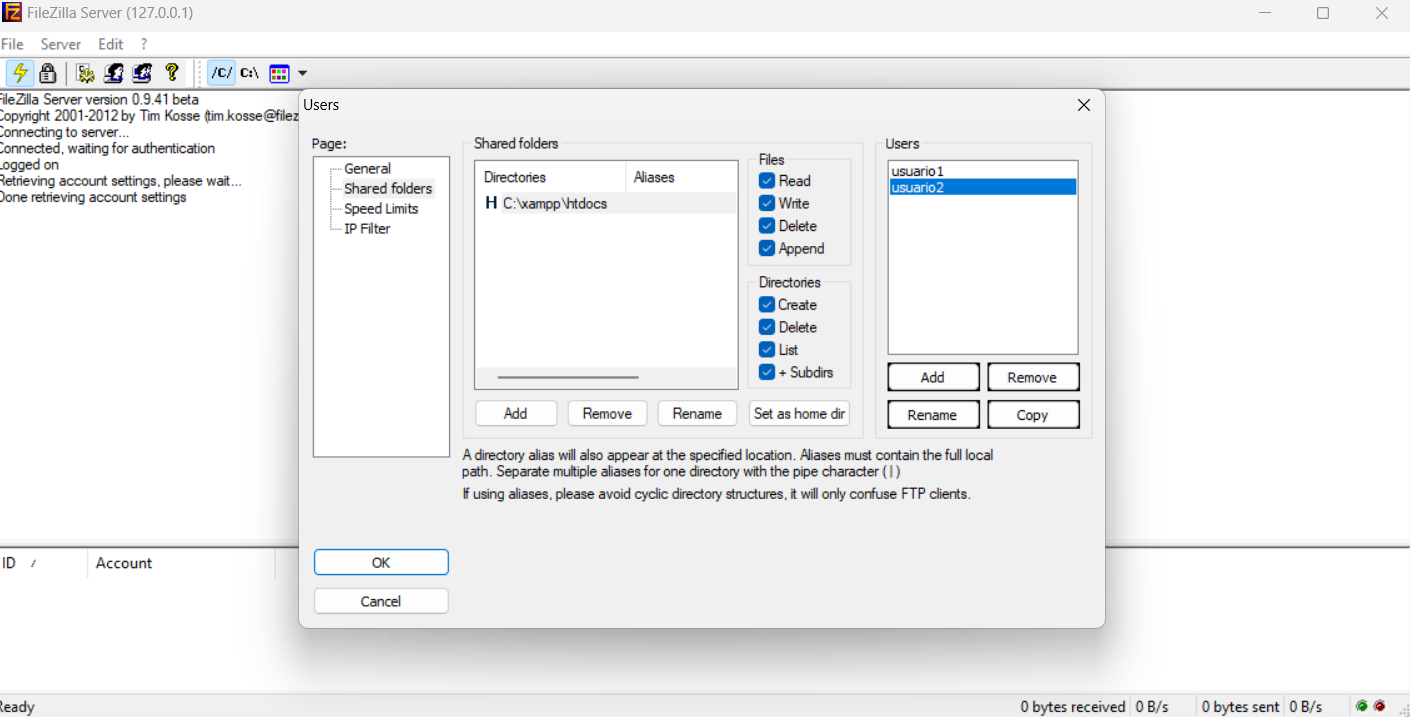 FileZilla Server (127.0.0.1)
File Server Edit ?
/C/ C:\
FileZilla Server version 0.9.41 beta
Copyright 2001-2012 by Tim Kosse (tim.kosse@filez
Connecting to server...
Connected, waiting for authentication
Logged on
Retrieving account settings, please wait...
Done retrieving account settings
Users
Page:
General
Shared folders
Speed Limits
IP Filter
Shared folders
Directories Aliases
H C:\xampp\htdocs
Files
Read
Write
Delete
Append
Directories
Create
Delete
List
+ Subdirs
Add Remove Rename Set as home dir
Users
usuario1
usuario2
Add Remove
Rename Copy
A directory alias will also appear at the specified location. Aliases must contain the full local
path. Separate multiple aliases for one directory with the pipe character ( | )
If using aliases, please avoid cyclic directory structures, it will only confuse FTP clients.
OK
Cancel
ID / Account
Ready 0 bytes received 0 B/s 0 bytes sent 0 B/s